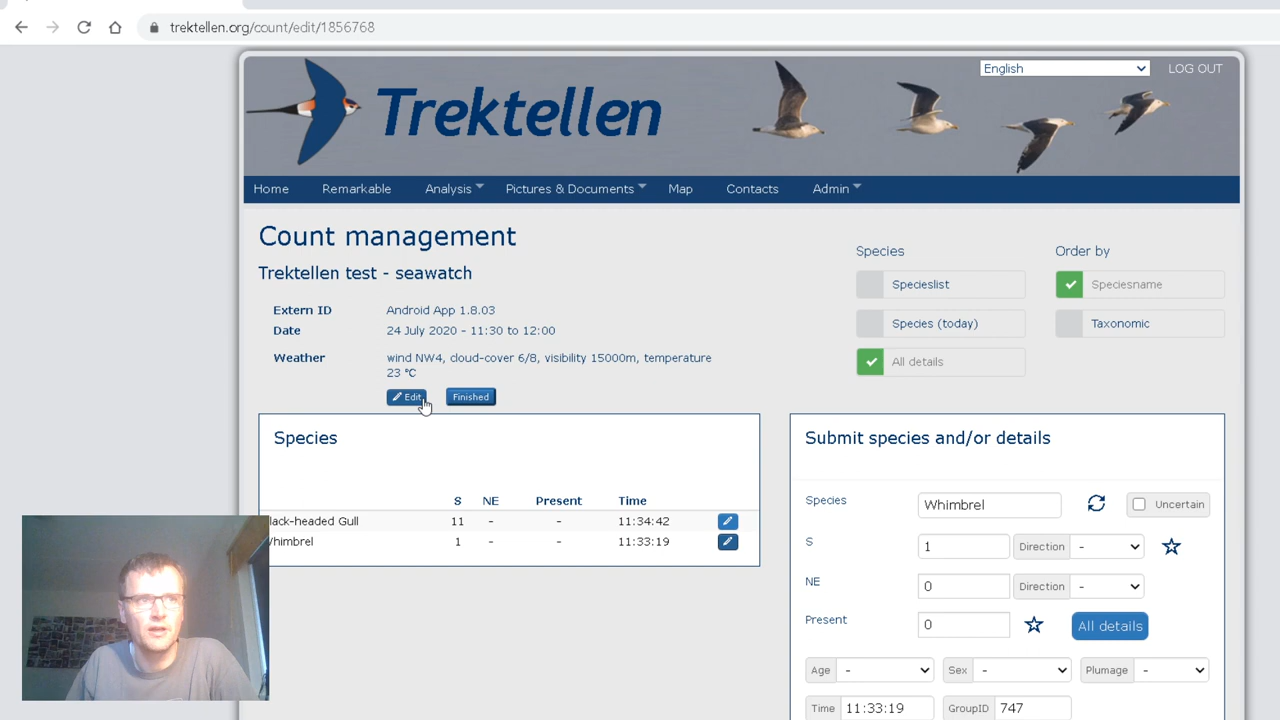 trektellen.org/count/edit/1856768
English
LOG OUT
Trektellen
Home Remarkable Analysis Pictures & Documents Map Contacts Admin
Count management
Trektellen test - seawatch
Extern ID Android App 1.8.03
Date 24 July 2020 - 11:30 to 12:00
Weather wind NW4, cloud-cover 6/8, visibility 15000m, temperature
23 °C
Edit Finished
Species
Specieslist
Species (today)
All details
Order by
Speciesname
Taxonomic
Species
S NE Present Time
lack-headed Gull 11 - - 11:34:42
Whimbrel 1 - - 11:33:19
Submit species and/or details
Species Whimbrel Uncertain
S 1 Direction -
NE 0 Direction -
Present 0 All details
Age - Sex - Plumage -
Time 11:33:19 GroupID 747